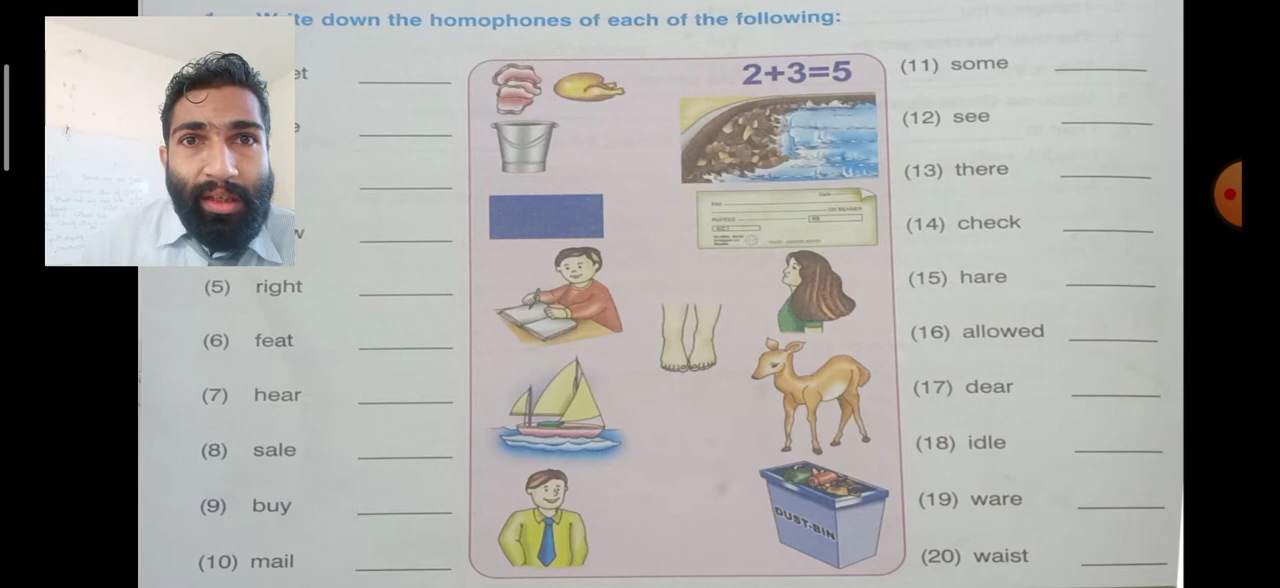 te down the homophones of each of the following:
et
e
w
(5) right
(6) feat
(7) hear
(8) sale
(9) buy
(10) mail
2+3=5
DUST-BIN
(11) some
(12) see
(13) there
(14) check
(15) hare
(16) allowed
(17) dear
(18) idle
(19) ware
(20) waist